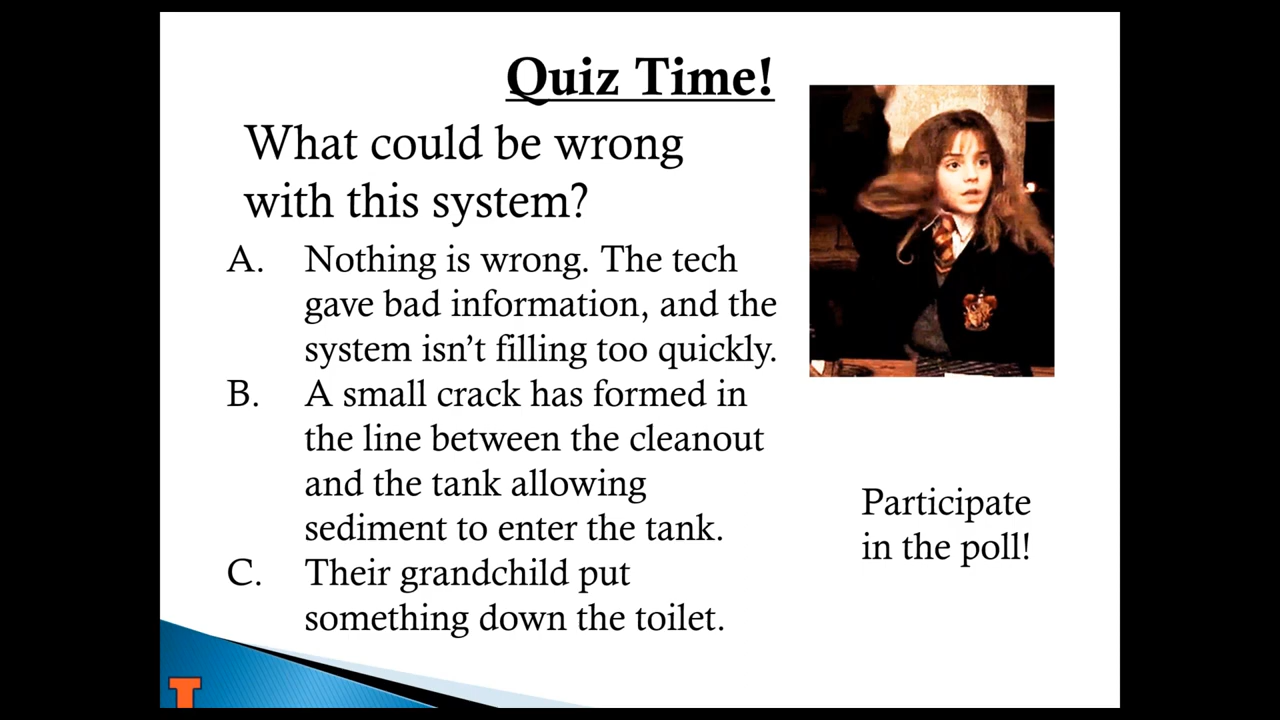 Quiz Time!
What could be wrong
with this system?
A. Nothing is wrong. The tech
gave bad information, and the
system isn’t filling too quickly.
B. A small crack has formed in
the line between the cleanout
and the tank allowing
sediment to enter the tank.
C. Their grandchild put
something down the toilet.
Participate
in the poll!
I